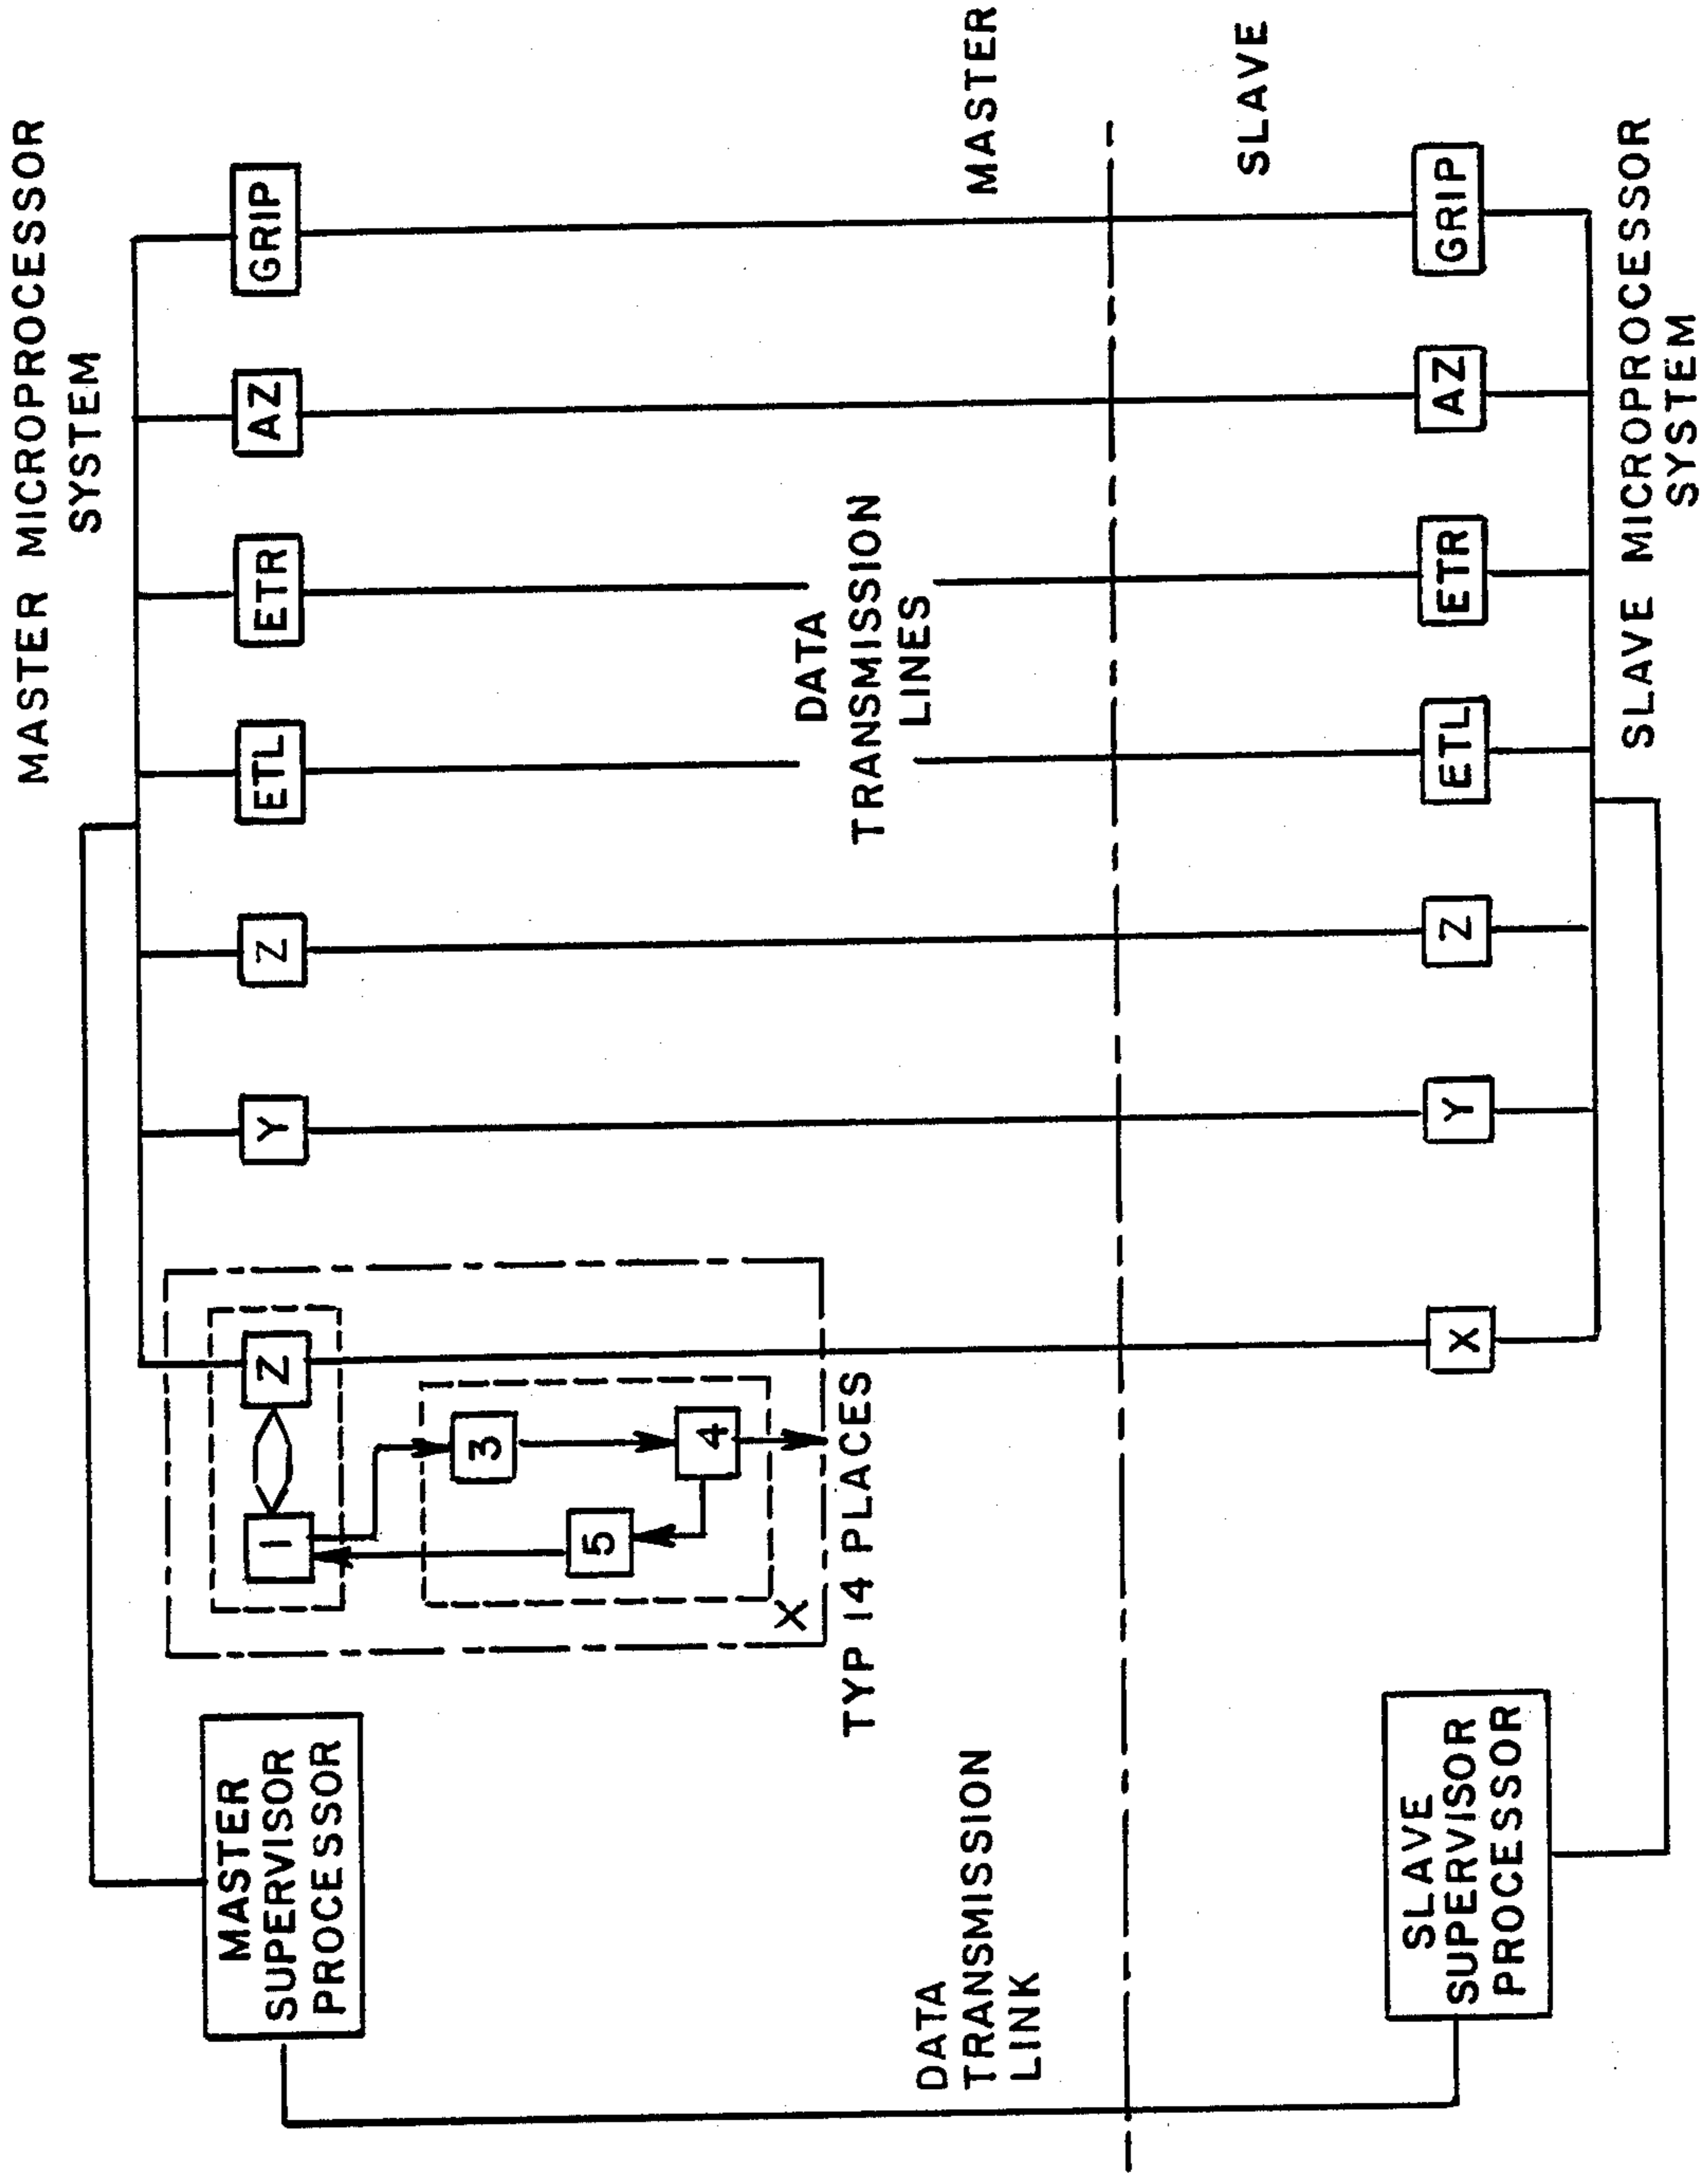 MASTER MICROPROCESSOR
SYSTEM
MASTER
SUPERVISOR
PROCESSOR
1
Z
Y
Z
ETL
ETR
AZ
GRIP
3
5
4
X
TYP 14 PLACES
DATA
TRANSMISSION
LINES
DATA
TRANSMISSION
LINK
MASTER
SLAVE
SLAVE
SUPERVISOR
PROCESSOR
X
Y
Z
ETL
ETR
AZ
GRIP
SLAVE MICROPROCESSOR
SYSTEM